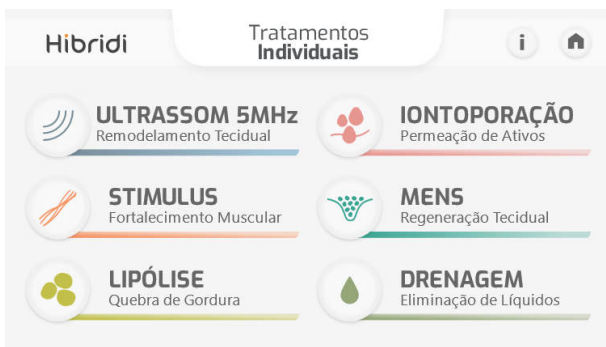 Hibridi
Tratamentos
Individuais
i
ULTRASSOM 5MHz
Remodelamento Tecidual
IONTOPORAÇÃO
Permeação de Ativos
STIMULUS
Fortalecimento Muscular
MENS
Regeneração Tecidual
LIPÓLISE
Quebra de Gordura
DRENAGEM
Eliminação de Líquidos